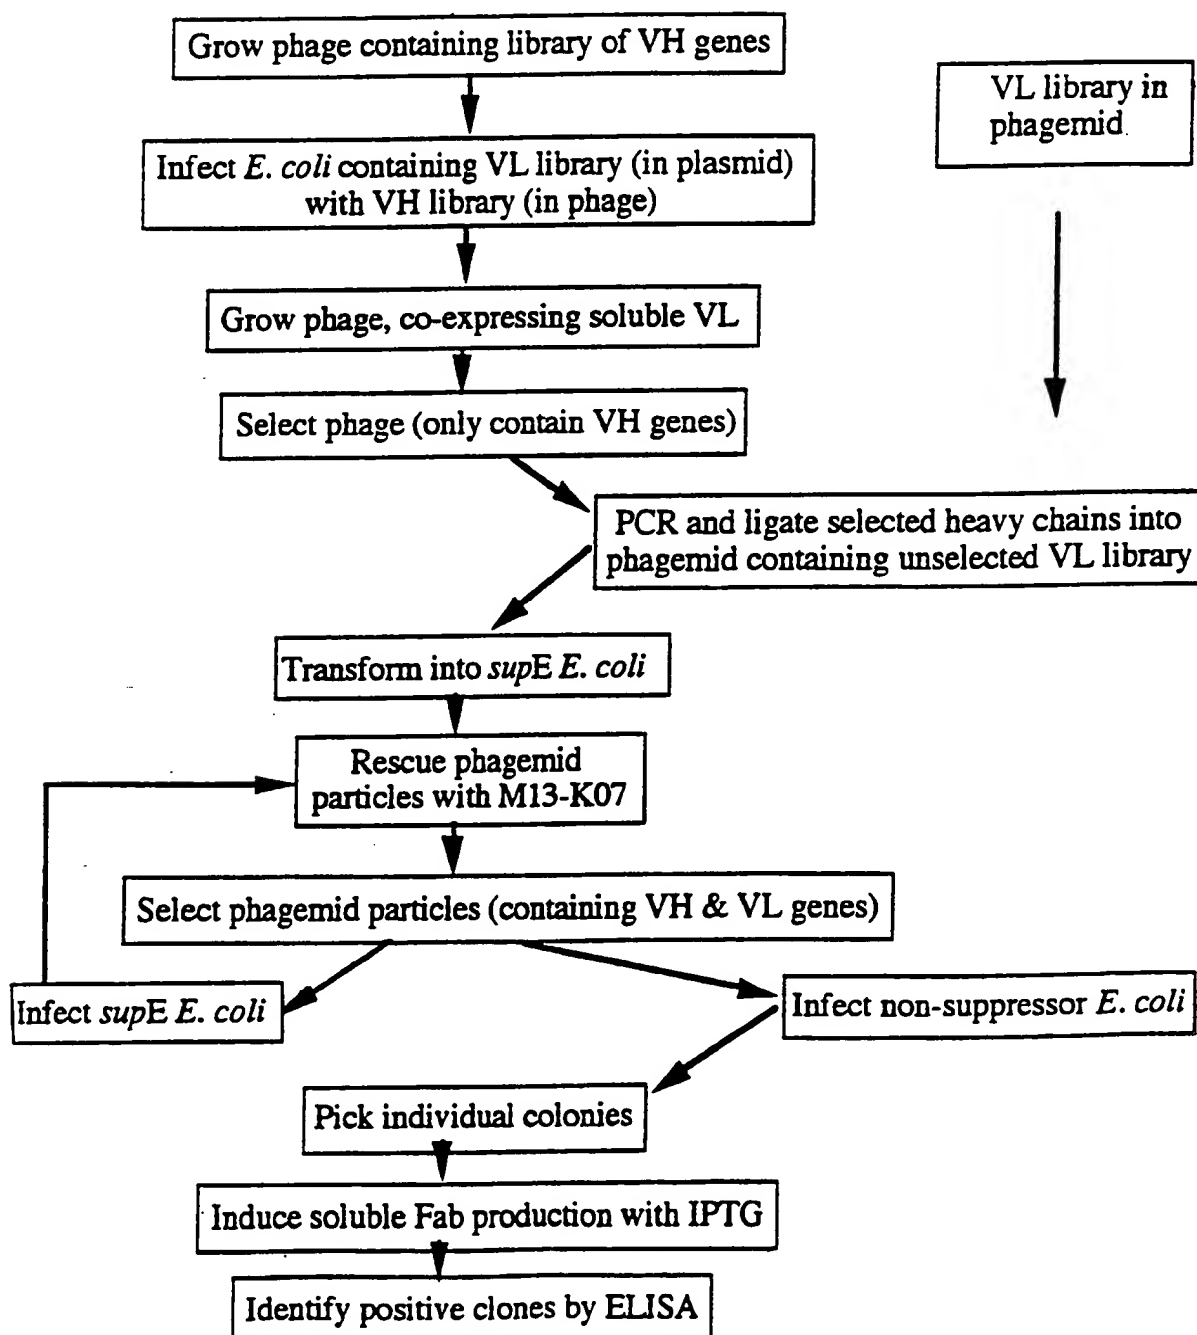 Grow phage containing library of VH genes
VL library in
phagemid.
Infect E. coli containing VL library (in plasmid)
with VH library (in phage)
Grow phage, co-expressing soluble VL
Select phage (only contain VH genes)
PCR and ligate selected heavy chains into
phagemid containing unselected VL library
Transform into supE E. coli
Rescue phagemid
particles with M13-K07
Select phagemid particles (containing VH & VL genes)
Infect supE E. coli
Infect non-suppressor E. coli
Pick individual colonies
Induce soluble Fab production with IPTG
Identify positive clones by ELISA